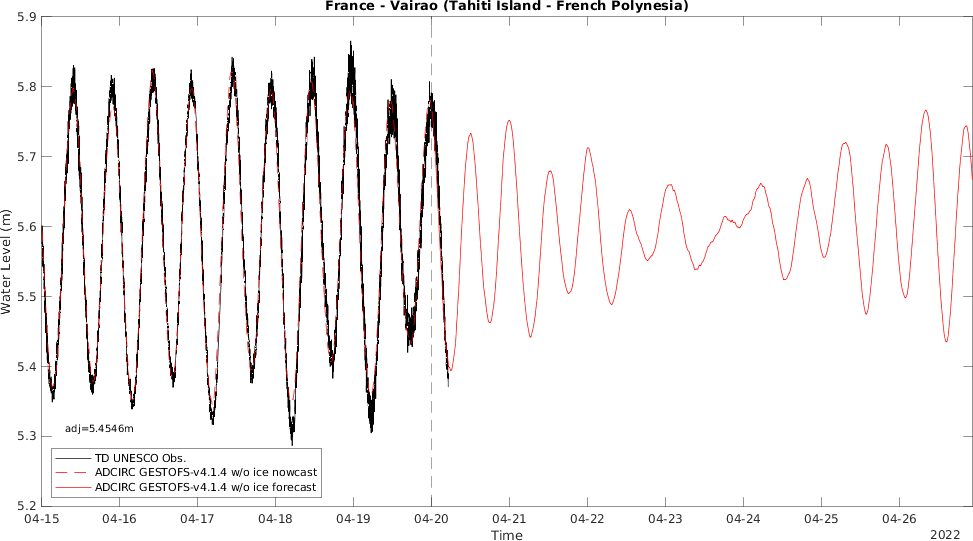 France - Vairao (Tahiti Island - French Polynesia)
5.9
5.8
5.7
5.6
5.5
5.4
5.3
5.2
Water Level (m)
adj=5.4546m
TD UNESCO Obs.
ADCIRC GESTOFS-v4.1.4 w/o ice nowcast
ADCIRC GESTOFS-v4.1.4 w/o ice forecast
04-15 04-16 04-17 04-18 04-19 04-20 04-21 04-22 04-23 04-24 04-25 04-26
Time
2022